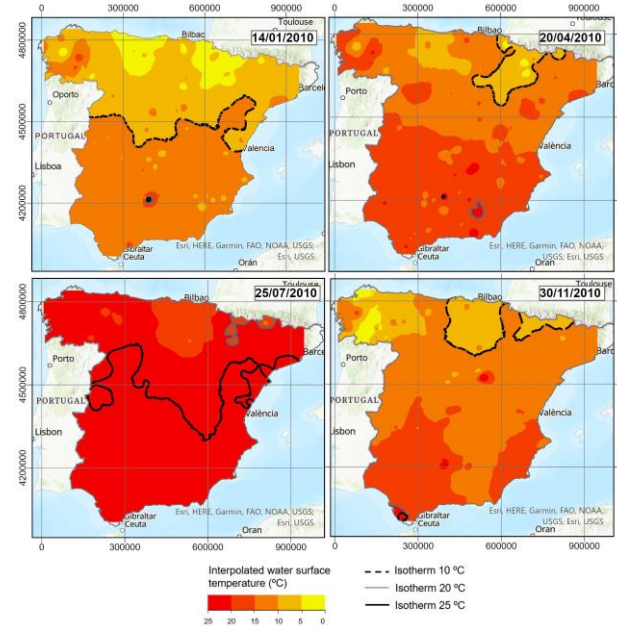 Toulouse
Bilbao
14/01/2010
4800000
Oporto
Barcel
4500000
PORTUGAL
Valencia
Lisboa
4200000
Esri, HERE, Garmin, FAO, NOAA, USGS;
Esri, USGS
Gibraltar
Ceuta
Orán
0
300000
600000
900000
Toulouse
Bilbao
20/04/2010
Porto
Barce
PORTUGAL
València
Lisbon
Esri, HERE, Garmin, FAO, NOAA,
USGS; Esri, USGS
Gibraltar
Ceuta
Oran
0
300000
600000
900000
Toulouse
Bilbao
25/07/2010
4800000
Porto
Barce
4500000
PORTUGAL
València
Lisbon
4200000
Esri, HERE, Garmin, FAO, NOAA, USGS;
Esri, USGS
Gibraltar
Ceuta
Oran
0
300000
600000
900000
Bilbao
30/11/2010
Porto
Barce
PORTUGAL
València
Lisbon
Esri, HERE, Garmin, FAO, NOAA,
USGS; Esri, USGS
Gibraltar
Ceuta
Oran
0
300000
600000
900000
Interpolated water surface
temperature (ºC)
25 20 15 10 5 0
Isotherm 10 ºC
Isotherm 20 ºC
Isotherm 25 ºC